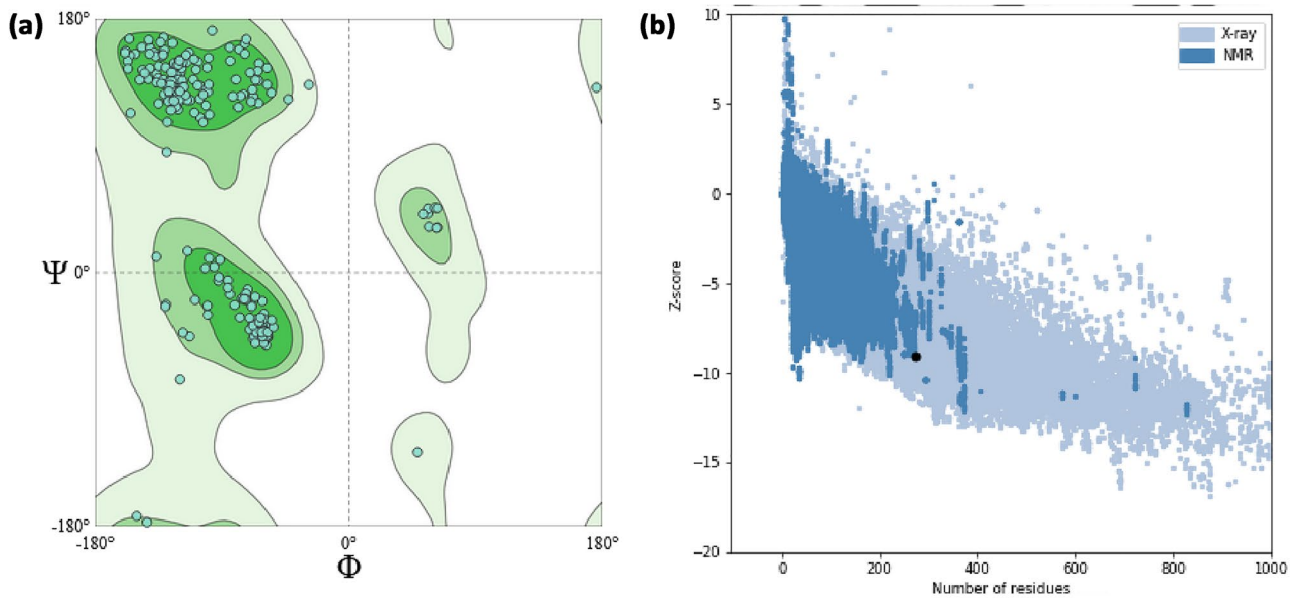 (a)
180°
Ψ 0°
-180°
-180° 0° 180°
Φ
(b)
10
5
0
−5
−10
−15
−20
Z-score
X-ray
NMR
0 200 400 600 800 1000
Number of residues